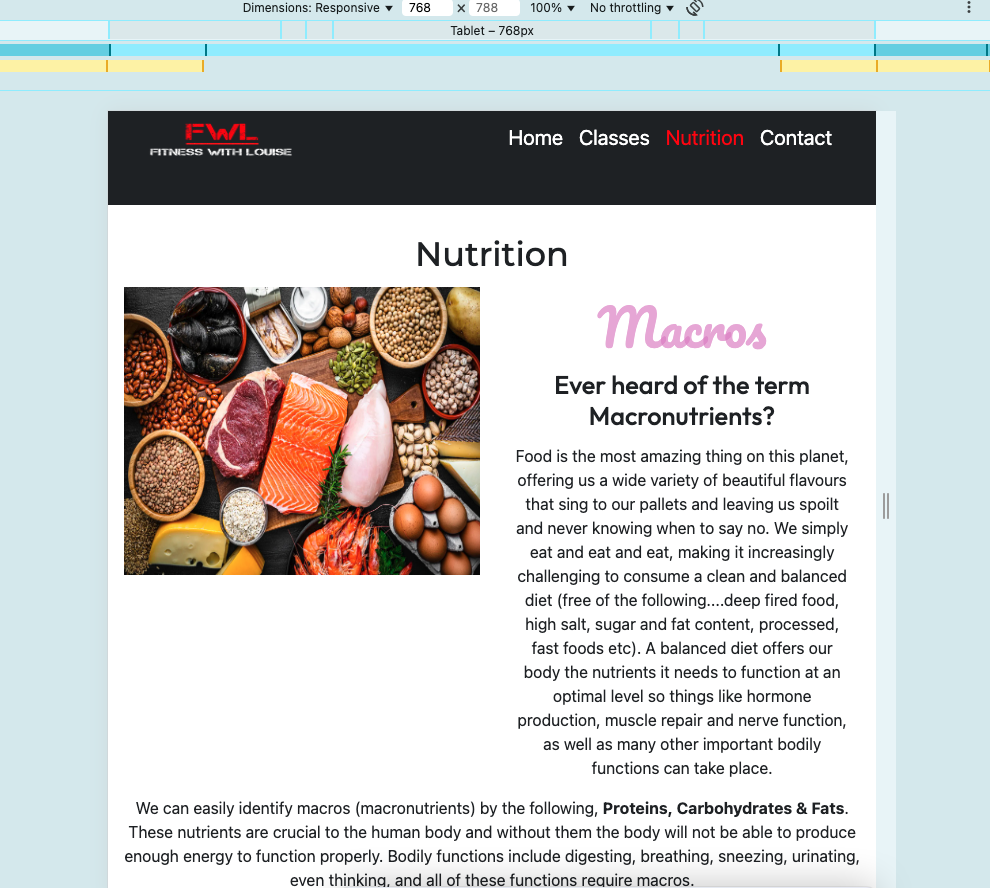 Dimensions: Responsive ▼ 768 × 788 100% ▼ No throttling ▼
Tablet – 768px
FWL
FITNESS WITH LOUISE
Home Classes Nutrition Contact
Nutrition
Macros
Ever heard of the term
Macronutrients?
Food is the most amazing thing on this planet,
offering us a wide variety of beautiful flavours
that sing to our pallets and leaving us spoilt
and never knowing when to say no. We simply
eat and eat and eat, making it increasingly
challenging to consume a clean and balanced
diet (free of the following....deep fired food,
high salt, sugar and fat content, processed,
fast foods etc). A balanced diet offers our
body the nutrients it needs to function at an
optimal level so things like hormone
production, muscle repair and nerve function,
as well as many other important bodily
functions can take place.
We can easily identify macros (macronutrients) by the following, Proteins, Carbohydrates & Fats.
These nutrients are crucial to the human body and without them the body will not be able to produce
enough energy to function properly. Bodily functions include digesting, breathing, sneezing, urinating,
even thinking, and all of these functions require macros.